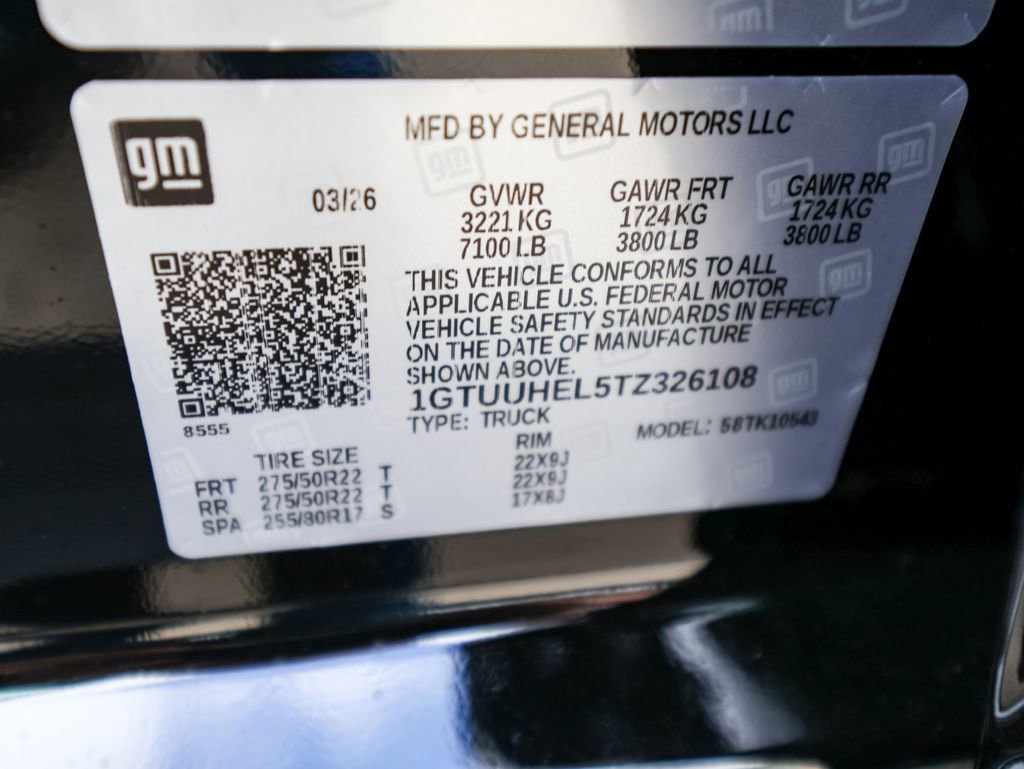 gm
MFD BY GENERAL MOTORS LLC
03/26
GVWR GAWR FRT GAWR RR
3221 KG 1724 KG 1724 KG
7100 LB 3800 LB 3800 LB
THIS VEHICLE CONFORMS TO ALL
APPLICABLE U.S. FEDERAL MOTOR
VEHICLE SAFETY STANDARDS IN EFFECT
ON THE DATE OF MANUFACTURE
SHOWN ABOVE.
1GTUUHEL5TZ326108
8555
TYPE: TRUCK MODEL: 58TK10543
TIRE SIZE RIM
FRT 275/50R22 T 22X9J
RR 275/50R22 T 22X9J
SPA 255/80R17 S 17X8J